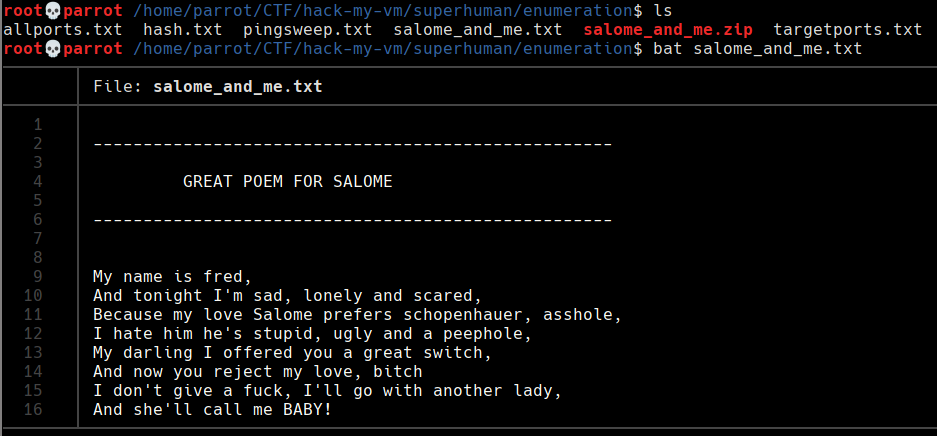 root💀parrot /home/parrot/CTF/hack-my-vm/superhuman/enumeration$ ls
allports.txt hash.txt pingsweep.txt salome_and_me.txt salome_and_me.zip targetports.txt
root💀parrot /home/parrot/CTF/hack-my-vm/superhuman/enumeration$ bat salome_and_me.txt
File: salome_and_me.txt
1
2 ----------------------------------------------------
3
4 GREAT POEM FOR SALOME
5
6 ----------------------------------------------------
7
8
9 My name is fred,
10 And tonight I'm sad, lonely and scared,
11 Because my love Salome prefers schopenhauer, asshole,
12 I hate him he's stupid, ugly and a peephole,
13 My darling I offered you a great switch,
14 And now you reject my love, bitch
15 I don't give a fuck, I'll go with another lady,
16 And she'll call me BABY!